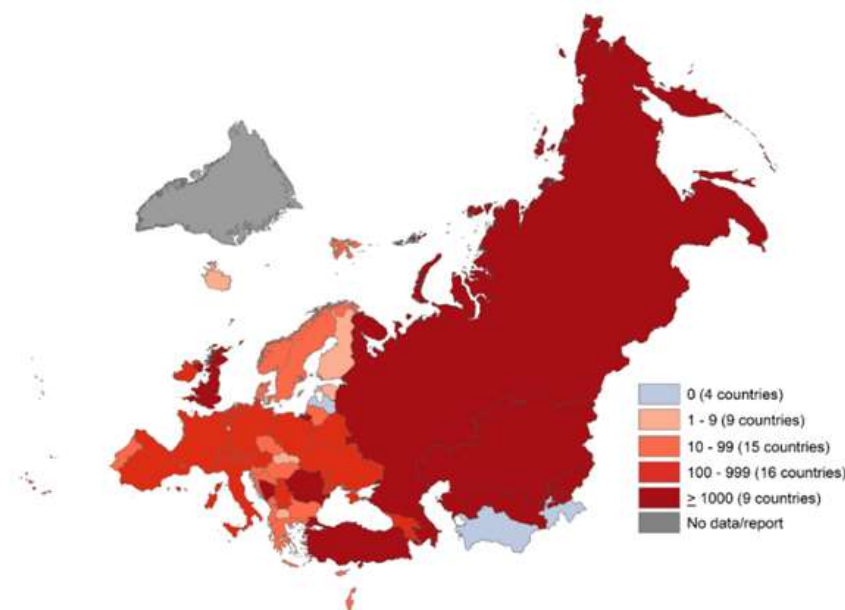 0 (4 countries)
1 - 9 (9 countries)
10 - 99 (15 countries)
100 - 999 (16 countries)
≥ 1000 (9 countries)
No data/report